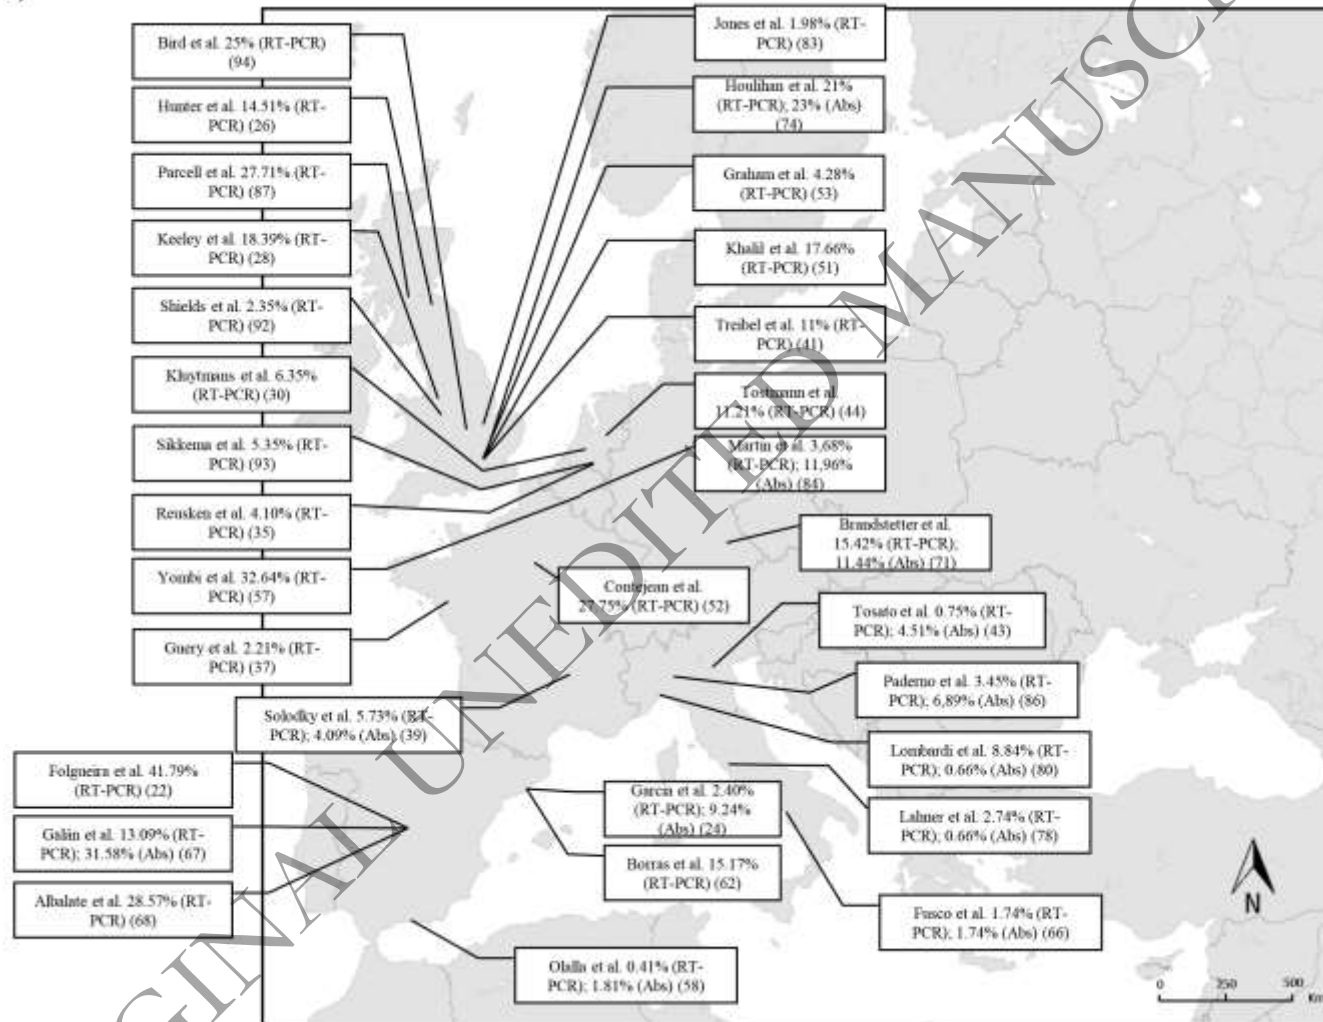 Bird et al. 25% (RT-PCR)
(94)
Hunter et al. 14.51% (RT-
PCR) (26)
Parcell et al. 27.71% (RT-
PCR) (87)
Keeley et al. 18.39% (RT-
PCR) (28)
Shields et al. 2.35% (RT-
PCR) (92)
Kluytmans et al. 6.35%
(RT-PCR) (30)
Sikkema et al. 5.35% (RT-
PCR) (93)
Reusken et al. 4.10% (RT-
PCR) (35)
Yombi et al. 32.64% (RT-
PCR) (57)
Guery et al. 2.21% (RT-
PCR) (37)
Solodky et al. 5.73% (RT-
PCR); 4.09% (Abs) (39)
Folgueira et al. 41.79%
(RT-PCR) (22)
Galán et al. 13.09% (RT-
PCR); 31.58% (Abs) (67)
Albalate et al. 28.57% (RT-
PCR) (68)
Jones et al. 1.98% (RT-
PCR) (83)
Houlihan et al. 21%
(RT-PCR); 23% (Abs)
(74)
Graham et al. 4.28%
(RT-PCR) (53)
Khalil et al. 17.66%
(RT-PCR) (51)
Treibel et al. 11% (RT-
PCR) (41)
Tostmann et al.
11.21% (RT-PCR) (44)
Martin et al. 3.68%
(RT-PCR); 11,96%
(Abs) (84)
Brandstetter et al.
15.42% (RT-PCR);
11.44% (Abs) (71)
Contejean et al.
27.75% (RT-PCR) (52)
Tosato et al. 0.75% (RT-
PCR); 4.51% (Abs) (43)
Paderno et al. 3.45% (RT-
PCR); 6,89% (Abs) (86)
Lombardi et al. 8.84% (RT-
PCR); 0.66% (Abs) (80)
Lahner et al. 2.74% (RT-
PCR); 0.66% (Abs) (78)
Garcia et al. 2.40%
(RT-PCR); 9.24%
(Abs) (24)
Borras et al. 15.17%
(RT-PCR) (62)
Fusco et al. 1.74% (RT-
PCR); 1.74% (Abs) (66)
Olalla et al. 0.41% (RT-
PCR); 1.81% (Abs) (58)
N
0 250 500
Km
GINAL UNEDITED MANUSC